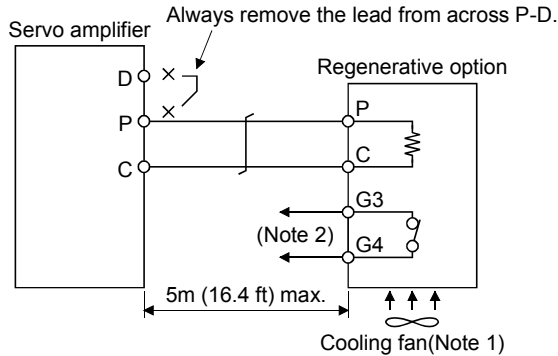 Always remove the lead from across P-D.
Servo amplifier
Regenerative option
D
P
P
C
C
G3
(Note 2)
G4
5m (16.4 ft) max.
Cooling fan(Note 1)